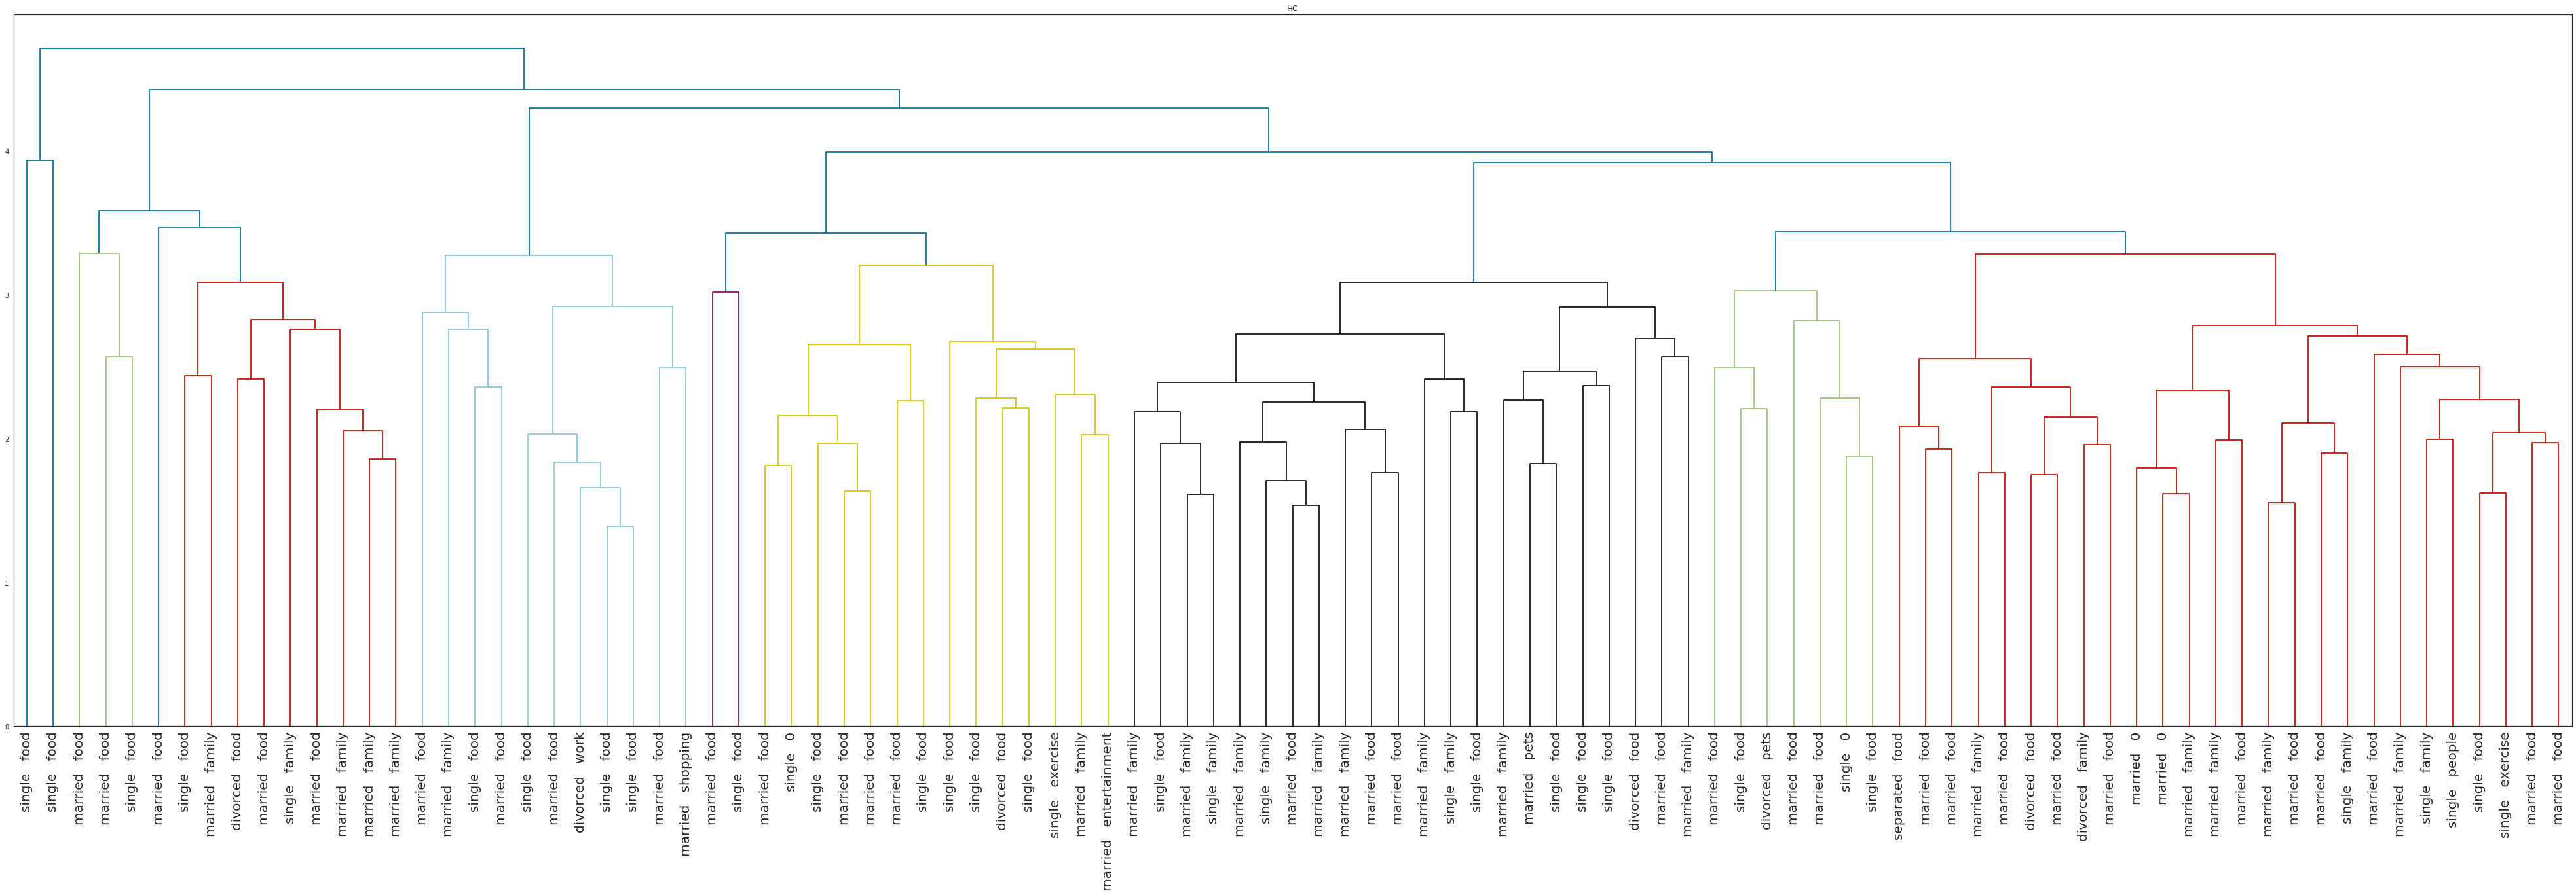 HC
4
3
2
1
0
single food
single food
married food
married food
single food
married food
single food
married family
divorced food
married food
single family
married food
married family
married family
married family
married food
married family
single food
married food
single food
married food
divorced work
single food
single food
married food
married shopping
married food
single food
married food
single 0
single food
married food
married food
married food
single food
single food
single food
divorced food
single food
single exercise
married family
married entertainment
married family
single food
married family
single family
married family
single family
married food
married family
married family
married food
married food
married family
single family
single food
married family
married pets
single food
single food
single food
divorced food
married food
married family
married food
single food
divorced pets
married food
married food
single 0
single food
separated food
married food
married food
married family
married food
divorced food
married food
divorced family
married food
married 0
married 0
married family
married family
married food
married family
married food
married food
single family
married food
married family
single family
single people
single food
single exercise
married food
married food